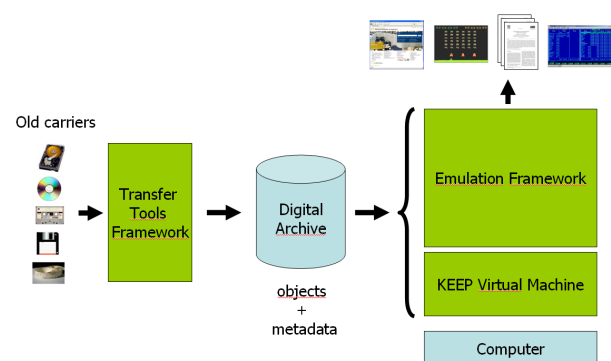 Old carriers
Transfer
Tools
Framework
Digital
Archive
objects
+
metadata
Emulation Framework
KEEP Virtual Machine
Computer